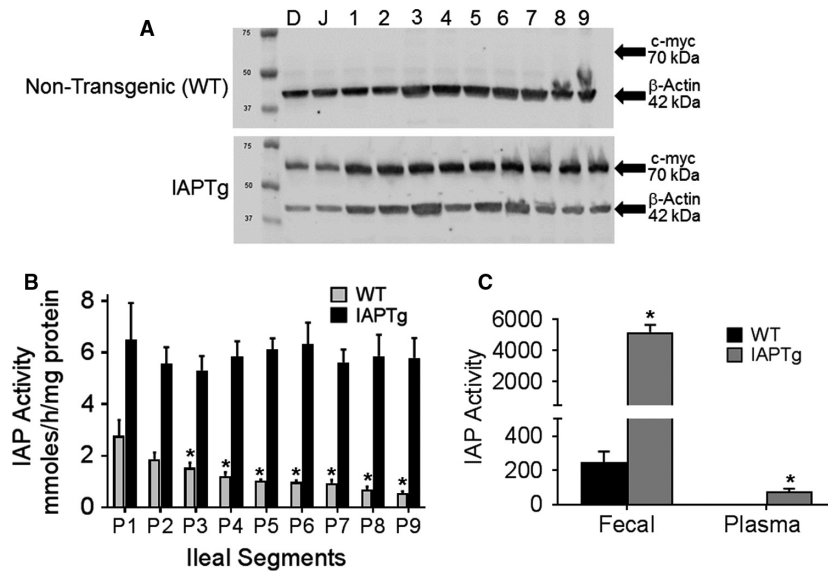 A
D J 1 2 3 4 5 6 7 8 9
Non-Transgenic (WT)
75
50
37
c-myc
70 kDa
β-Actin
42 kDa
IAPTg
75
50
37
c-myc
70 kDa
β-Actin
42 kDa
B
IAP Activity
mmoles/h/mg protein
8
6
4
2
0
WT
IAPTg
* * * * * * *
P1 P2 P3 P4 P5 P6 P7 P8 P9
Ileal Segments
C
IAP Activity
6000
4000
2000
400
200
0
WT
IAPTg
*
*
Fecal Plasma